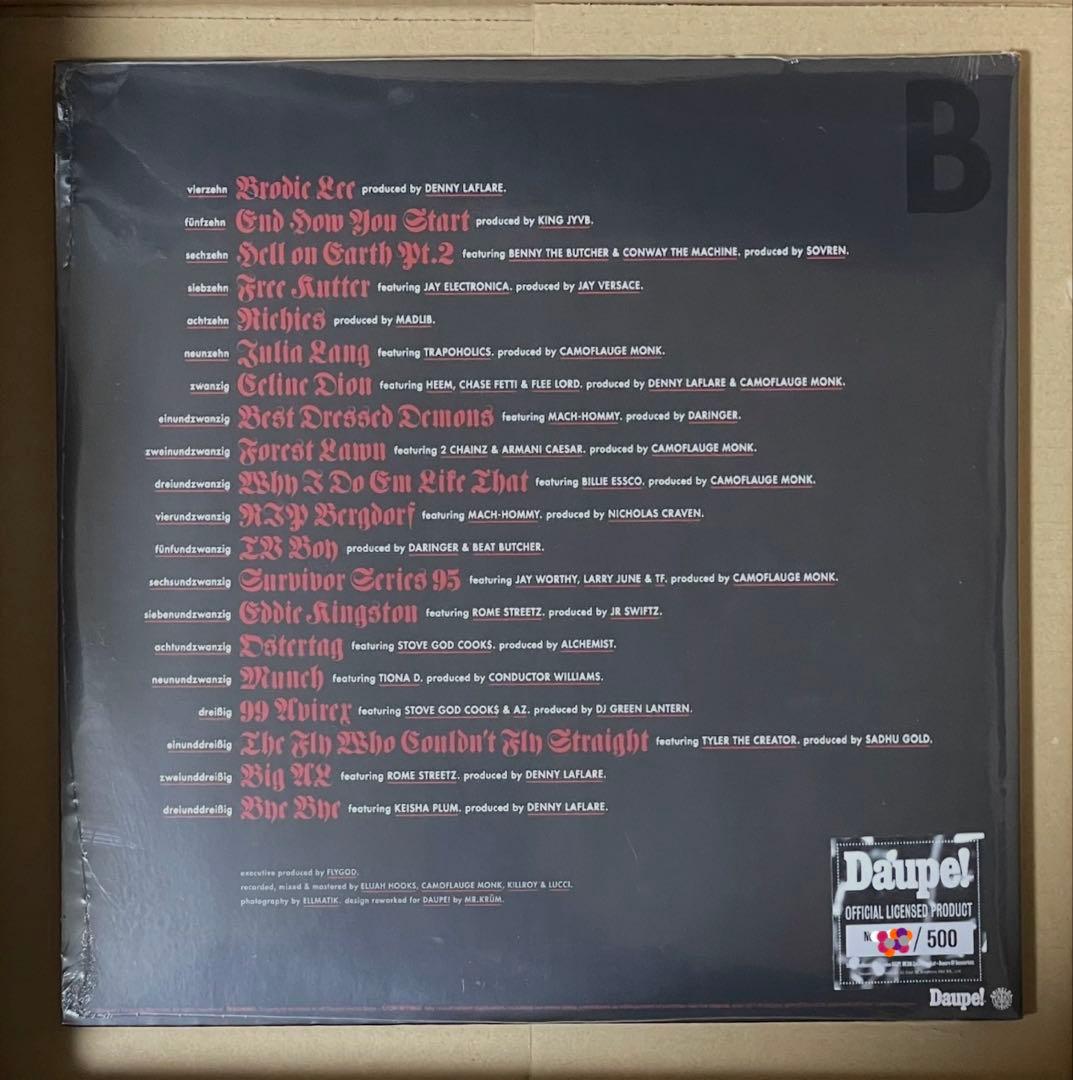 B
vierzehn Brodie Lee produced by DENNY LAFLARE.
fünfzehn End How You Start produced by KING JYVB.
sechzehn Hell on Earth Pt.2 featuring BENNY THE BUTCHER & CONWAY THE MACHINE. produced by SOVREN.
siebzehn Free Kutter featuring JAY ELECTRONICA. produced by JAY VERSACE.
achtzehn Richies produced by MADLIB.
neunzehn Julia Lang featuring TRAPOHOLICS. produced by CAMOFLAUGE MONK.
zwanzig Celine Dion featuring HEEM, CHASE FETTI & FLEE LORD. produced by DENNY LAFLARE & CAMOFLAUGE MONK.
einundzwanzig Best Dressed Demons featuring MACH-HOMMY. produced by DARINGER.
zweinundzwanzig Forest Lawn featuring 2 CHAINZ & ARMANI CAESAR. produced by CAMOFLAUGE MONK.
dreiundzwanzig Why I Do Em Like That featuring BILLIE ESSCO. produced by CAMOFLAUGE MONK.
vierundzwanzig RIP Bergdorf featuring MACH-HOMMY. produced by NICHOLAS CRAVEN.
fünfundzwanzig TV Boy produced by DARINGER & BEAT BUTCHER.
sechsundzwanzig Survivor Series 95 featuring JAY WORTHY, LARRY JUNE & TF. produced by CAMOFLAUGE MONK.
siebenundzwanzig Eddie Kingston featuring ROME STREETZ. produced by JR SWIFTZ.
achtundzwanzig Ostertag featuring STOVE GOD COOK$. produced by ALCHEMIST.
neunundzwanzig Munch featuring TIONA D. produced by CONDUCTOR WILLIAMS.
dreißig 99 Avirex featuring STOVE GOD COOK$ & AZ. produced by DJ GREEN LANTERN.
einunddreißig The Fly Who Couldn't Fly Straight featuring TYLER THE CREATOR. produced by SADHU GOLD.
zweiunddreißig Big AL featuring ROME STREETZ. produced by DENNY LAFLARE.
dreiunddreißig Bye Bye featuring KEISHA PLUM. produced by DENNY LAFLARE.
executive produced by FLYGOD.
recorded, mixed & mastered by ELIJAH HOOKS, CAMOFLAUGE MONK, KILLROY & LUCCI.
photography by ELLMATIK. design reworked for DAUPE! by MR.KRÜM.
Daupe!
OFFICIAL LICENSED PRODUCT
/ 500
Daupe!